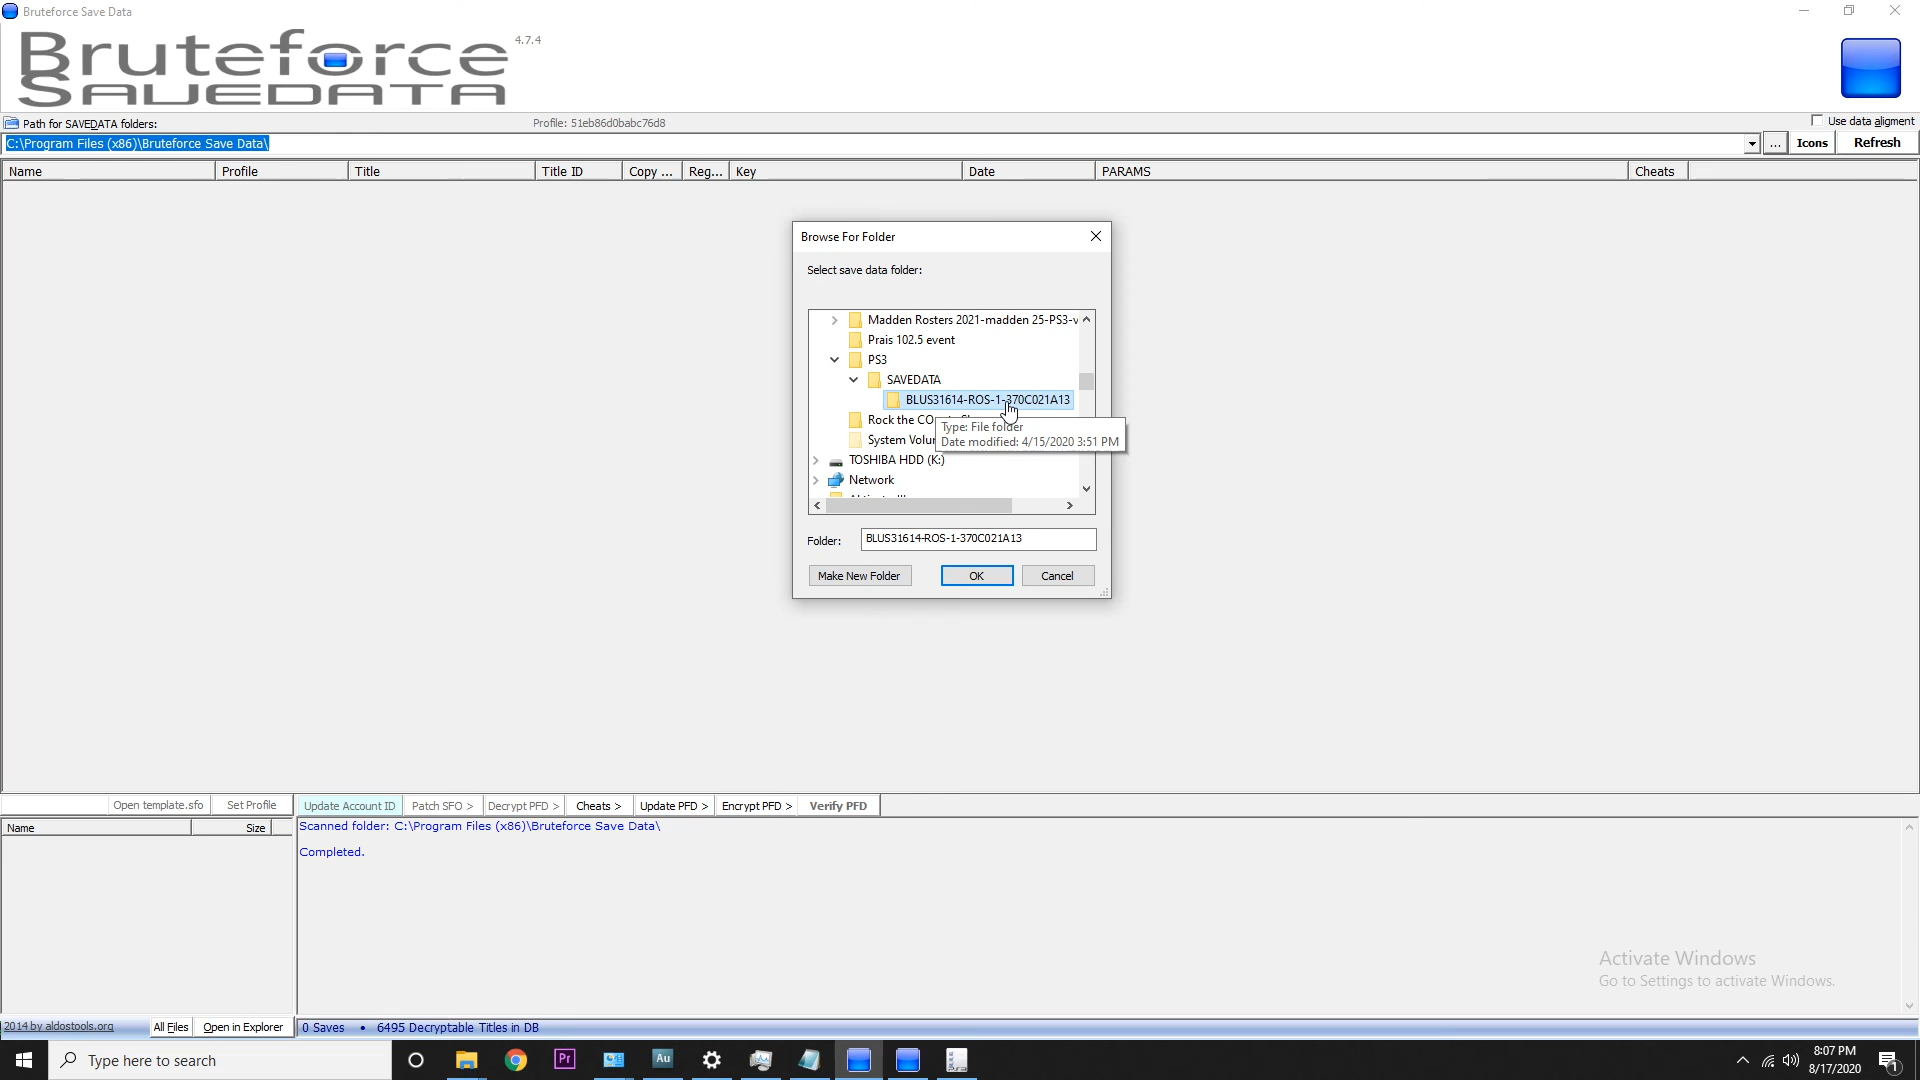 Bruteforce Save Data
Bruteforce 4.7.4
SAVEDATA
Path for SAVEDATA folders:
Profile: 51eb86d0babc76d8
Use data aligment
C:\Program Files (x86)\Bruteforce Save Data\
...
Icons
Refresh
Name
Profile
Title
Title ID
Copy ...
Reg...
Key
Date
PARAMS
Cheats
Browse For Folder
Select save data folder:
Madden Rosters 2021-madden 25-PS3-v
Prais 102.5 event
PS3
SAVEDATA
BLUS31614-ROS-1-370C021A13
Rock the CO
System Volu
Type: File folder
Date modified: 4/15/2020 3:51 PM
TOSHIBA HDD (K:)
Network
Folder:
BLUS31614-ROS-1-370C021A13
Make New Folder
OK
Cancel
Open template.sfo
Set Profile
Update Account ID
Patch SFO >
Decrypt PFD >
Cheats >
Update PFD >
Encrypt PFD >
Verify PFD
Name
Size
Scanned folder: C:\Program Files (x86)\Bruteforce Save Data\
Completed.
Activate Windows
Go to Settings to activate Windows.
2014 by aldostools.org
All Files
Open in Explorer
0 Saves • 6495 Decryptable Titles in DB
Type here to search
Pr
Au
8:07 PM
8/17/2020
1